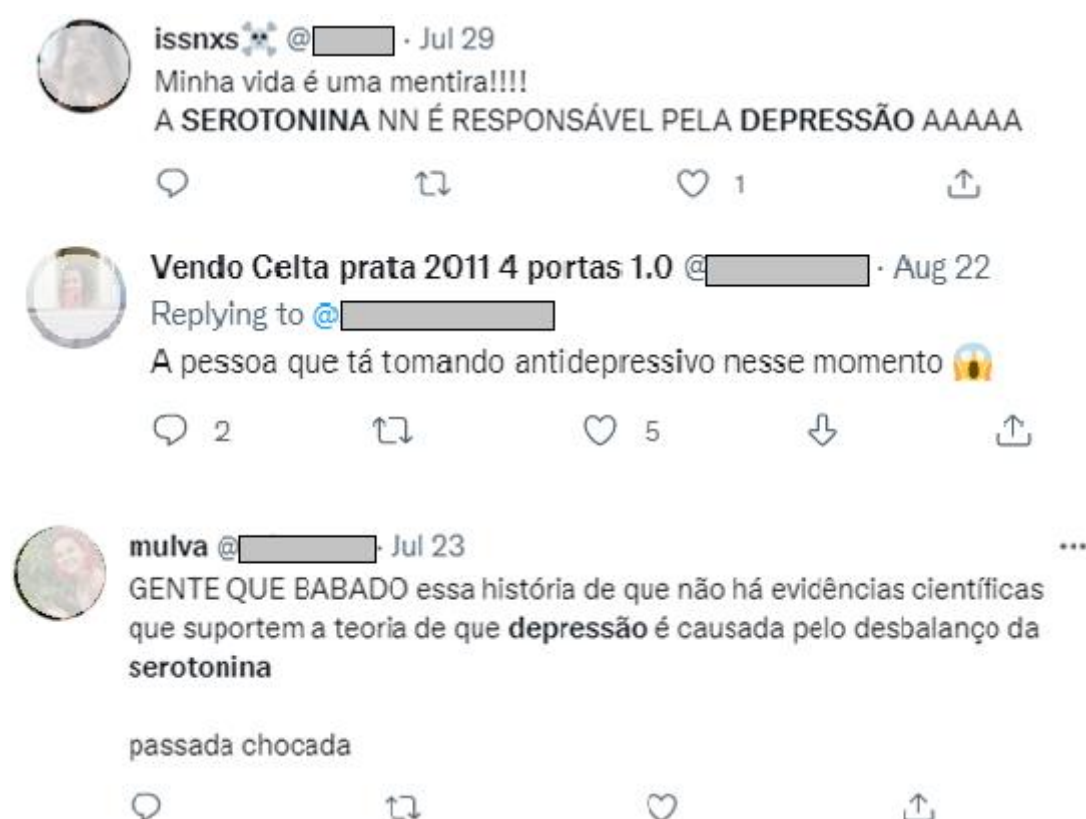 issnxs☠️ @ · Jul 29
Minha vida é uma mentira!!!!
A SEROTONINA NN É RESPONSÁVEL PELA DEPRESSÃO AAAAA
1
Vendo Celta prata 2011 4 portas 1.0 @ · Aug 22
Replying to @
A pessoa que tá tomando antidepressivo nesse momento 😱
2 5
mulva @ · Jul 23
GENTE QUE BABADO essa história de que não há evidências científicas
que suportem a teoria de que depressão é causada pelo desbalanço da
serotonina
passada chocada